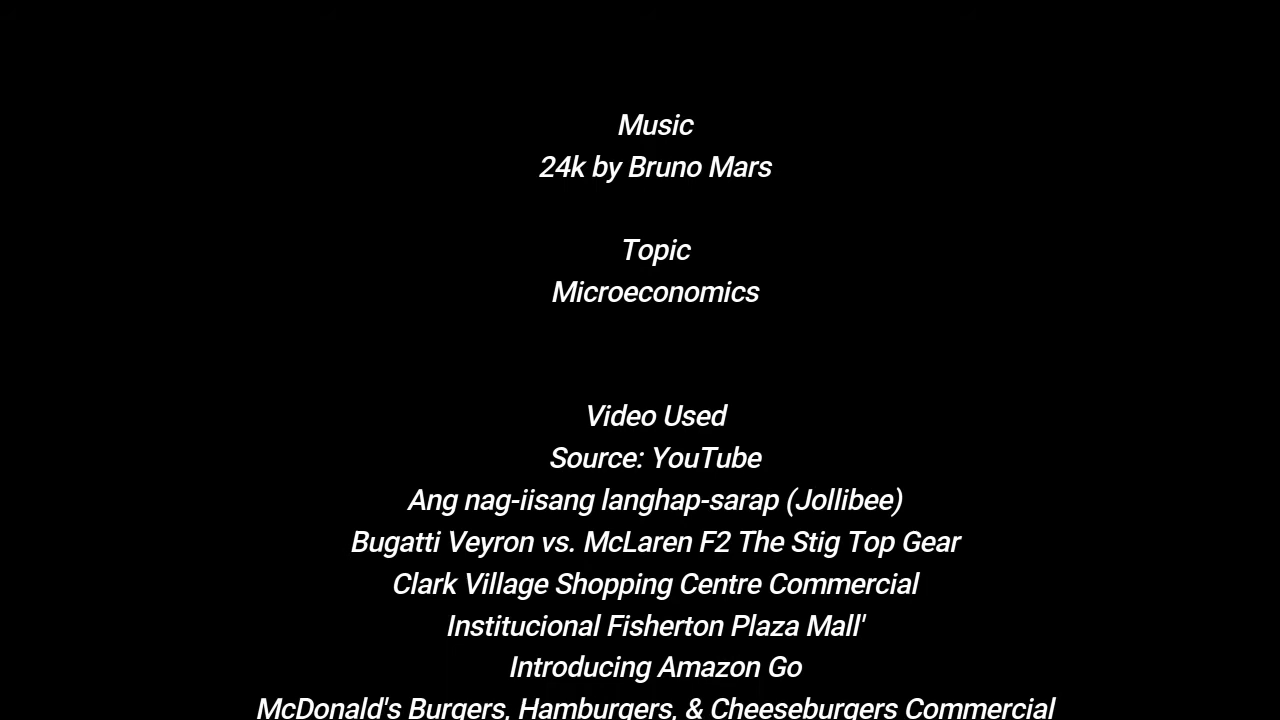 Music
24k by Bruno Mars
Topic
Microeconomics
Video Used
Source: YouTube
Ang nag-iisang langhap-sarap (Jollibee)
Bugatti Veyron vs. McLaren F2 The Stig Top Gear
Clark Village Shopping Centre Commercial
Institucional Fisherton Plaza Mall'
Introducing Amazon Go
McDonald's Burgers, Hamburgers, & Cheeseburgers Commercial